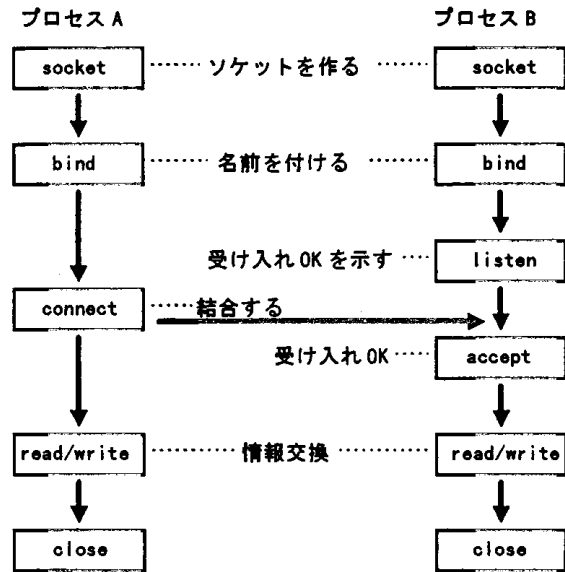 プロセスA プロセスB
socket ソケットを作る socket
bind 名前を付ける bind
受け入れOKを示す listen
connect 結合する
受け入れOK accept
read/write 情報交換 read/write
close close